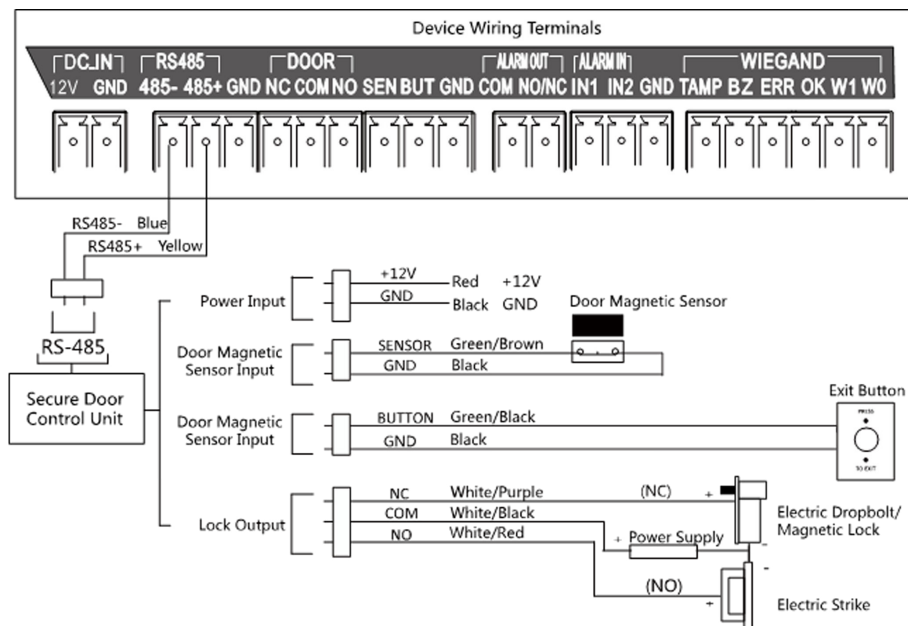 Device Wiring Terminals
DC_IN RS485 DOOR ALARM OUT ALARM IN WIEGAND
12V GND 485- 485+ GND NC COM NO SEN BUT GND COM NO/NC IN1 IN2 GND TAMP BZ ERR OK W1 W0
RS485- Blue
RS485+ Yellow
RS-485
Secure Door
Control Unit
Power Input
+12V Red +12V
GND Black GND
Door Magnetic Sensor
Door Magnetic
Sensor Input
SENSOR Green/Brown
GND Black
Door Magnetic
Sensor Input
BUTTON Green/Black
GND Black
Exit Button
PRESS
TO EXIT
Lock Output
NC White/Purple (NC) +
COM White/Black
NO White/Red
+ Power Supply -
Electric Dropbolt/
Magnetic Lock
-
(NO) +
Electric Strike